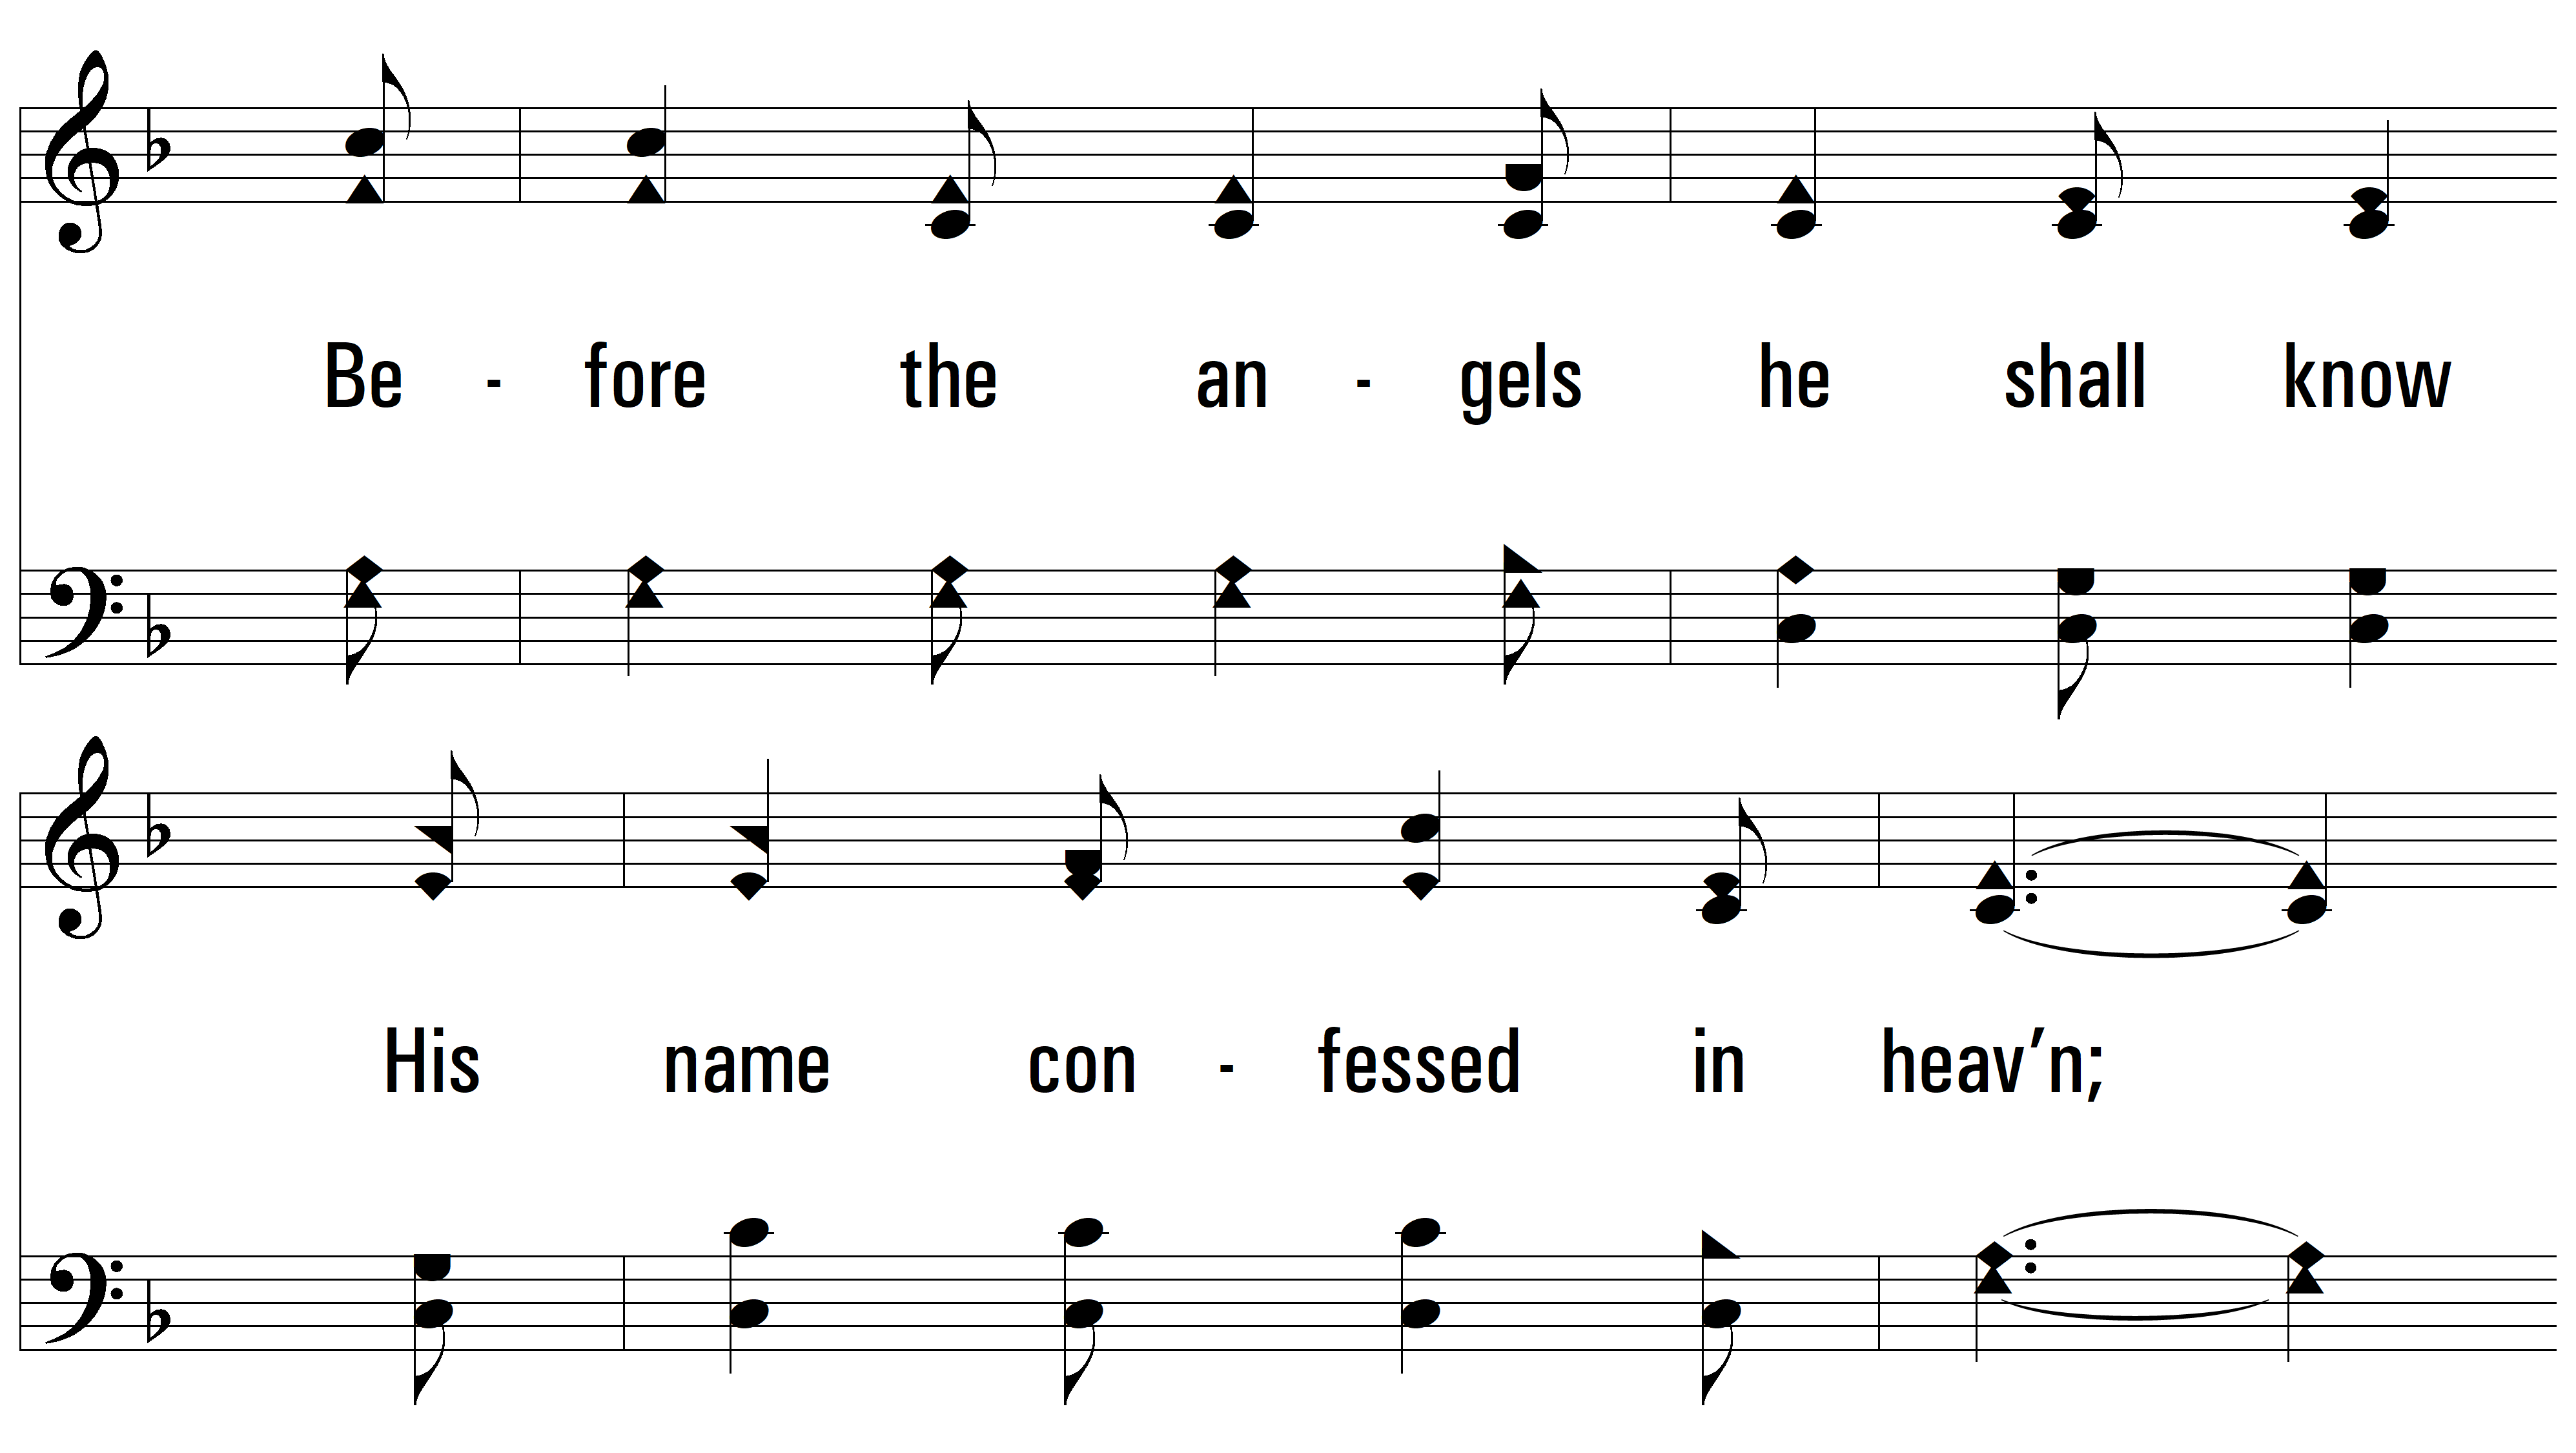 Be - fore the an - gels he shall know
His name con - fessed in heav’n;